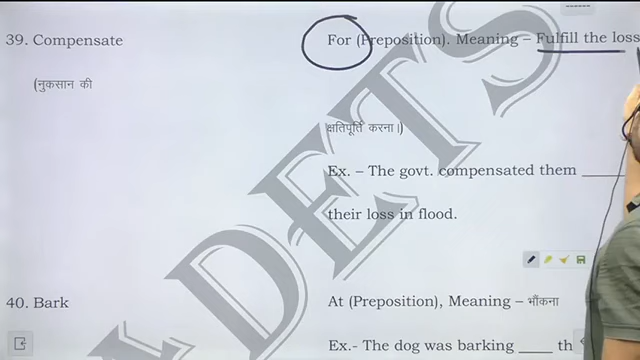 39. Compensate For (Preposition). Meaning – Fulfill the loss
(नुकसान की
क्षतिपूर्ति करना।)
Ex. – The govt. compensated them ____
their loss in flood.
40. Bark At (Preposition), Meaning – भौंकना
Ex.- The dog was barking ____ th